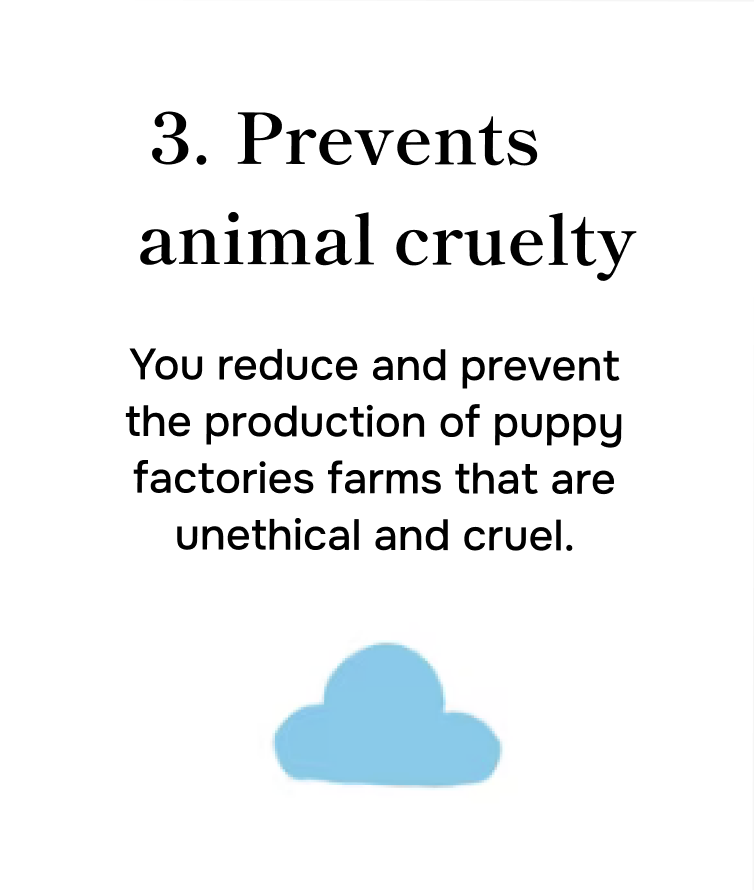 3. Prevents
animal cruelty
You reduce and prevent
the production of puppy
factories farms that are
unethical and cruel.